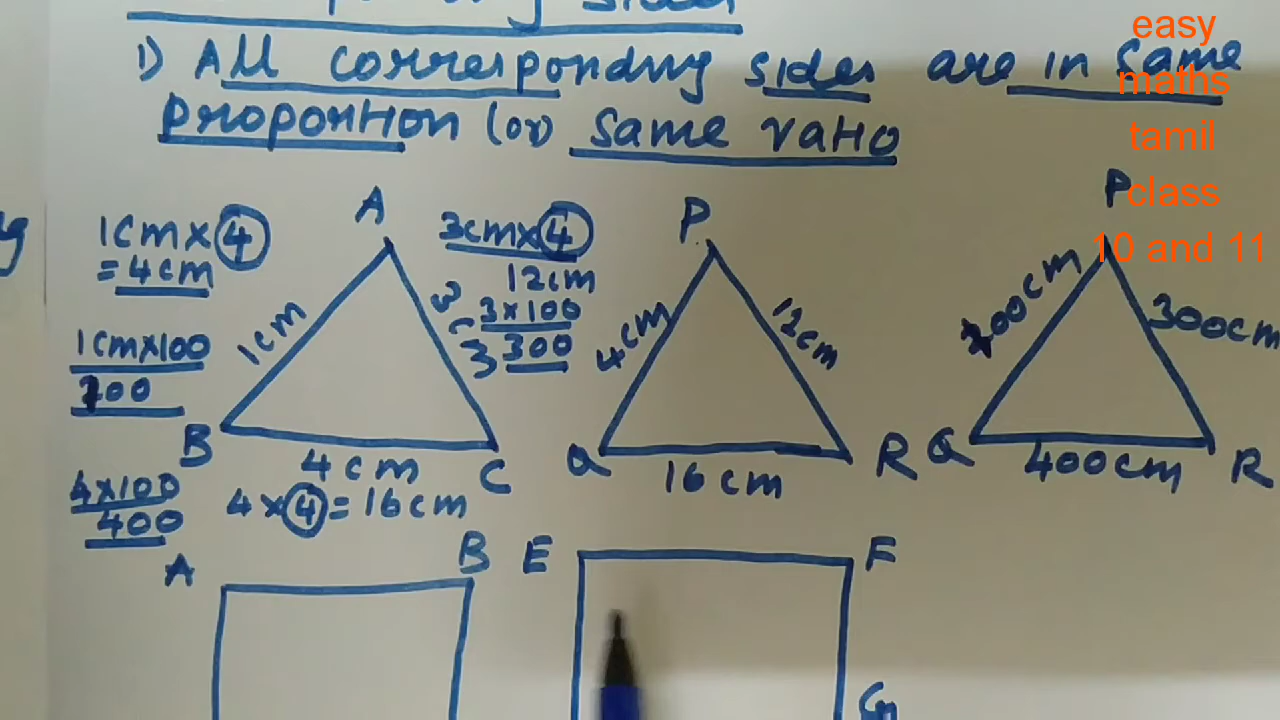 sides
1) All corresponding sides are in same
proportion (or) same ratio
easy
maths
tamil
class
10 and 11
1cm×4
=4cm
1cm×100
100
4×100
400
A
B
C
1cm
3cm
4cm
4×4=16cm
3cm×4
12cm
3×100
300
P
Q
R
4cm
12cm
16cm
P
Q
R
100cm
300cm
400cm
A
B
E
F
G